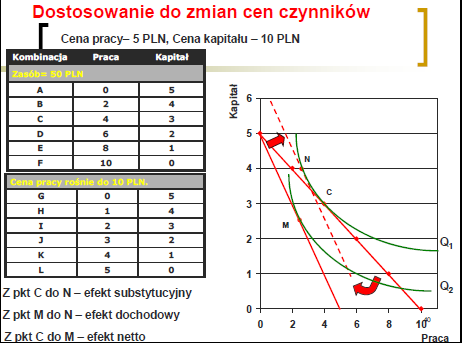 Dostosowanie do zmian cen czynników
Cena pracy– 5 PLN, Cena kapitału – 10 PLN
Kombinacja Praca Kapitał
Zasób= 50 PLN
A 0 5
B 2 4
C 4 3
D 6 2
E 8 1
F 10 0
Cena pracy rośnie do 10 PLN.
G 0 5
H 1 4
I 2 3
J 3 2
K 4 1
L 5 0
Z pkt C do N – efekt substytucyjny
Z pkt M do N – efekt dochodowy
Z pkt C do M – efekt netto
Kapitał
6
5
4
3
2
1
0
N
C
M
Q1
Q2
0 2 4 6 8 10
10
Praca